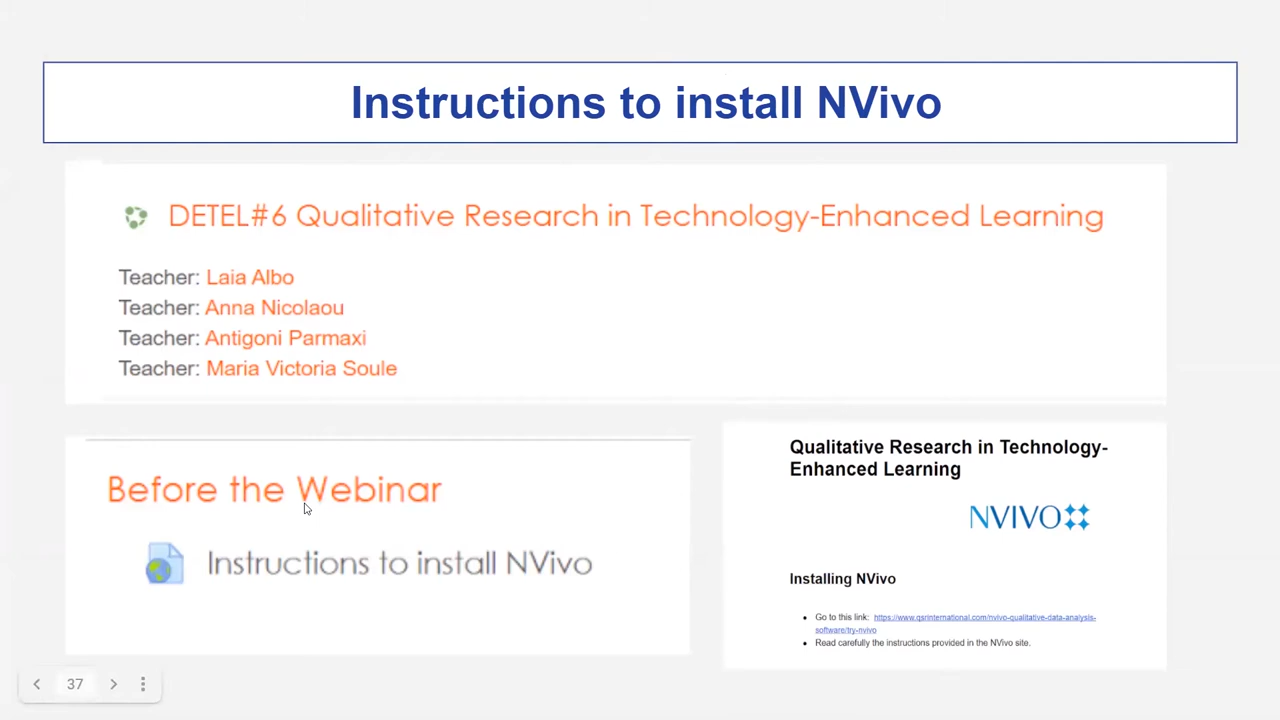 Instructions to install NVivo
DETEL#6 Qualitative Research in Technology-Enhanced Learning
Teacher: Laia Albo
Teacher: Anna Nicolaou
Teacher: Antigoni Parmaxi
Teacher: Maria Victoria Soule
Before the Webinar
Instructions to install NVivo
Qualitative Research in Technology-
Enhanced Learning
NVIVO
Installing NVivo
Go to this link: https://www.qsrinternational.com/nvivo-qualitative-data-analysis-
software/try-nvivo
Read carefully the instructions provided in the NVivo site.
37